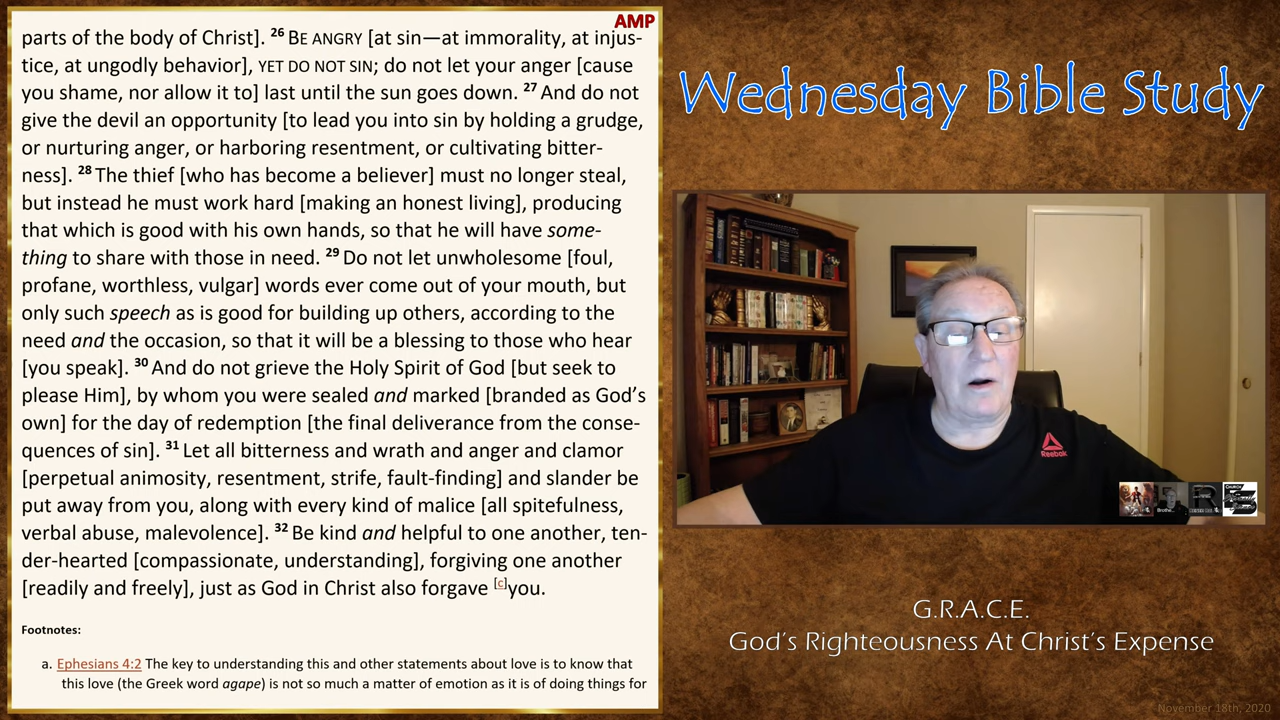 AMP
parts of the body of Christ]. 26 BE ANGRY [at sin—at immorality, at injus-
tice, at ungodly behavior], YET DO NOT SIN; do not let your anger [cause
you shame, nor allow it to] last until the sun goes down. 27 And do not
give the devil an opportunity [to lead you into sin by holding a grudge,
or nurturing anger, or harboring resentment, or cultivating bitter-
ness]. 28 The thief [who has become a believer] must no longer steal,
but instead he must work hard [making an honest living], producing
that which is good with his own hands, so that he will have some-
thing to share with those in need. 29 Do not let unwholesome [foul,
profane, worthless, vulgar] words ever come out of your mouth, but
only such speech as is good for building up others, according to the
need and the occasion, so that it will be a blessing to those who hear
[you speak]. 30 And do not grieve the Holy Spirit of God [but seek to
please Him], by whom you were sealed and marked [branded as God’s
own] for the day of redemption [the final deliverance from the conse-
quences of sin]. 31 Let all bitterness and wrath and anger and clamor
[perpetual animosity, resentment, strife, fault-finding] and slander be
put away from you, along with every kind of malice [all spitefulness,
verbal abuse, malevolence]. 32 Be kind and helpful to one another, ten-
der-hearted [compassionate, understanding], forgiving one another
[readily and freely], just as God in Christ also forgave [c]you.
Footnotes:
a. Ephesians 4:2 The key to understanding this and other statements about love is to know that
this love (the Greek word agape) is not so much a matter of emotion as it is of doing things for
Wednesday Bible Study
Reebok
Brothe...
G.R.A.C.E.
God’s Righteousness At Christ’s Expense
November 18th, 2020